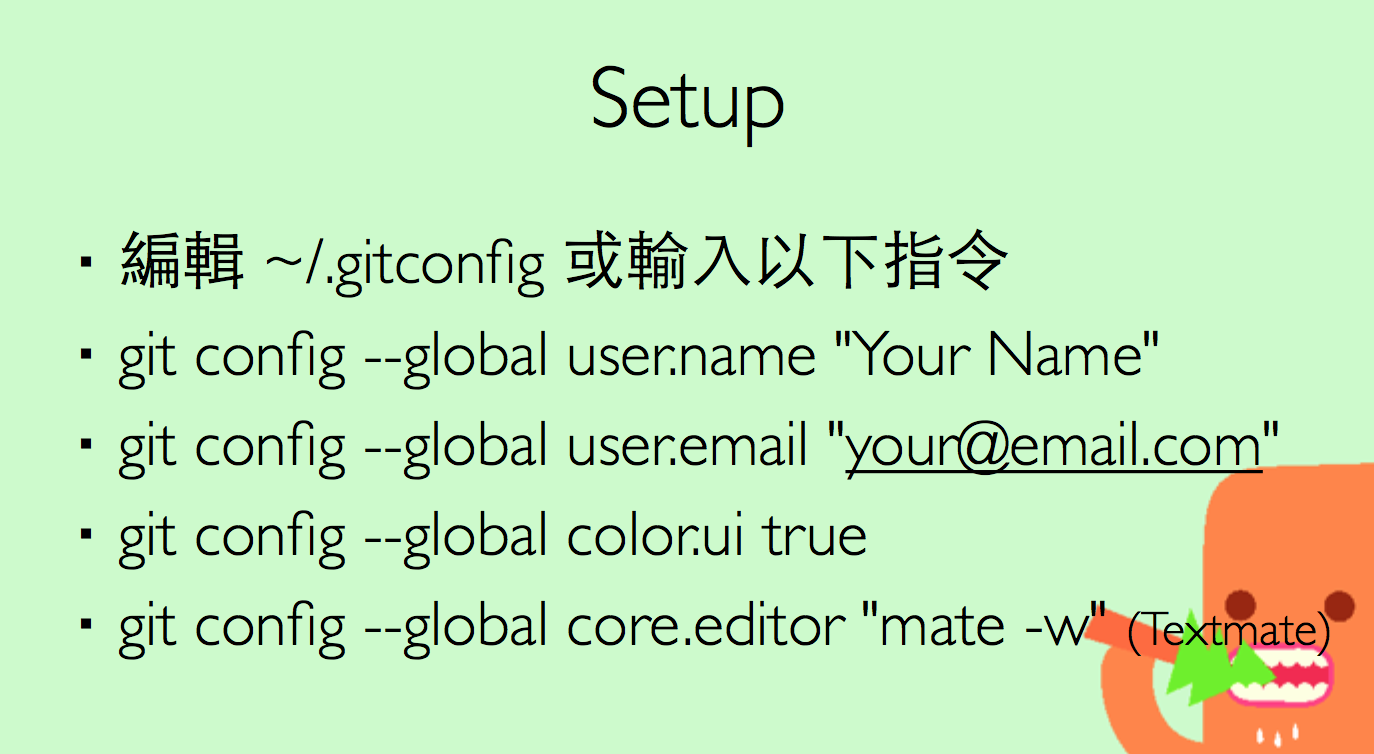 Setup
▪ 編輯 ~/.gitconfig 或輸入以下指令
▪ git config --global user.name "Your Name"
▪ git config --global user.email "your@email.com"
▪ git config --global color.ui true
▪ git config --global core.editor "mate -w" (Textmate)